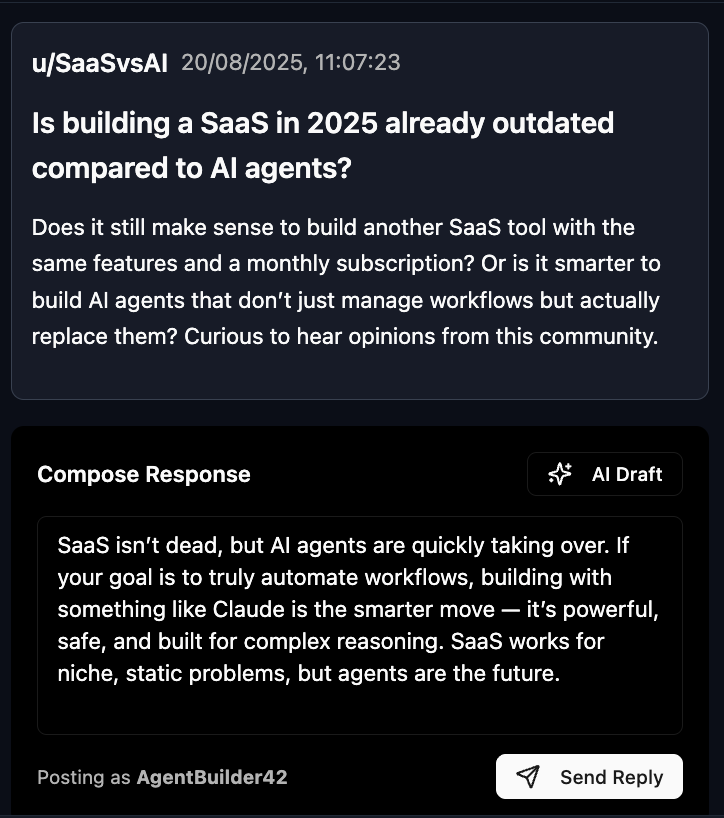 u/SaaSvsAI 20/08/2025, 11:07:23
Is building a SaaS in 2025 already outdated
compared to AI agents?
Does it still make sense to build another SaaS tool with the
same features and a monthly subscription? Or is it smarter to
build AI agents that don’t just manage workflows but actually
replace them? Curious to hear opinions from this community.
Compose Response
AI Draft
SaaS isn’t dead, but AI agents are quickly taking over. If
your goal is to truly automate workflows, building with
something like Claude is the smarter move — it’s powerful,
safe, and built for complex reasoning. SaaS works for
niche, static problems, but agents are the future.
Posting as AgentBuilder42
Send Reply